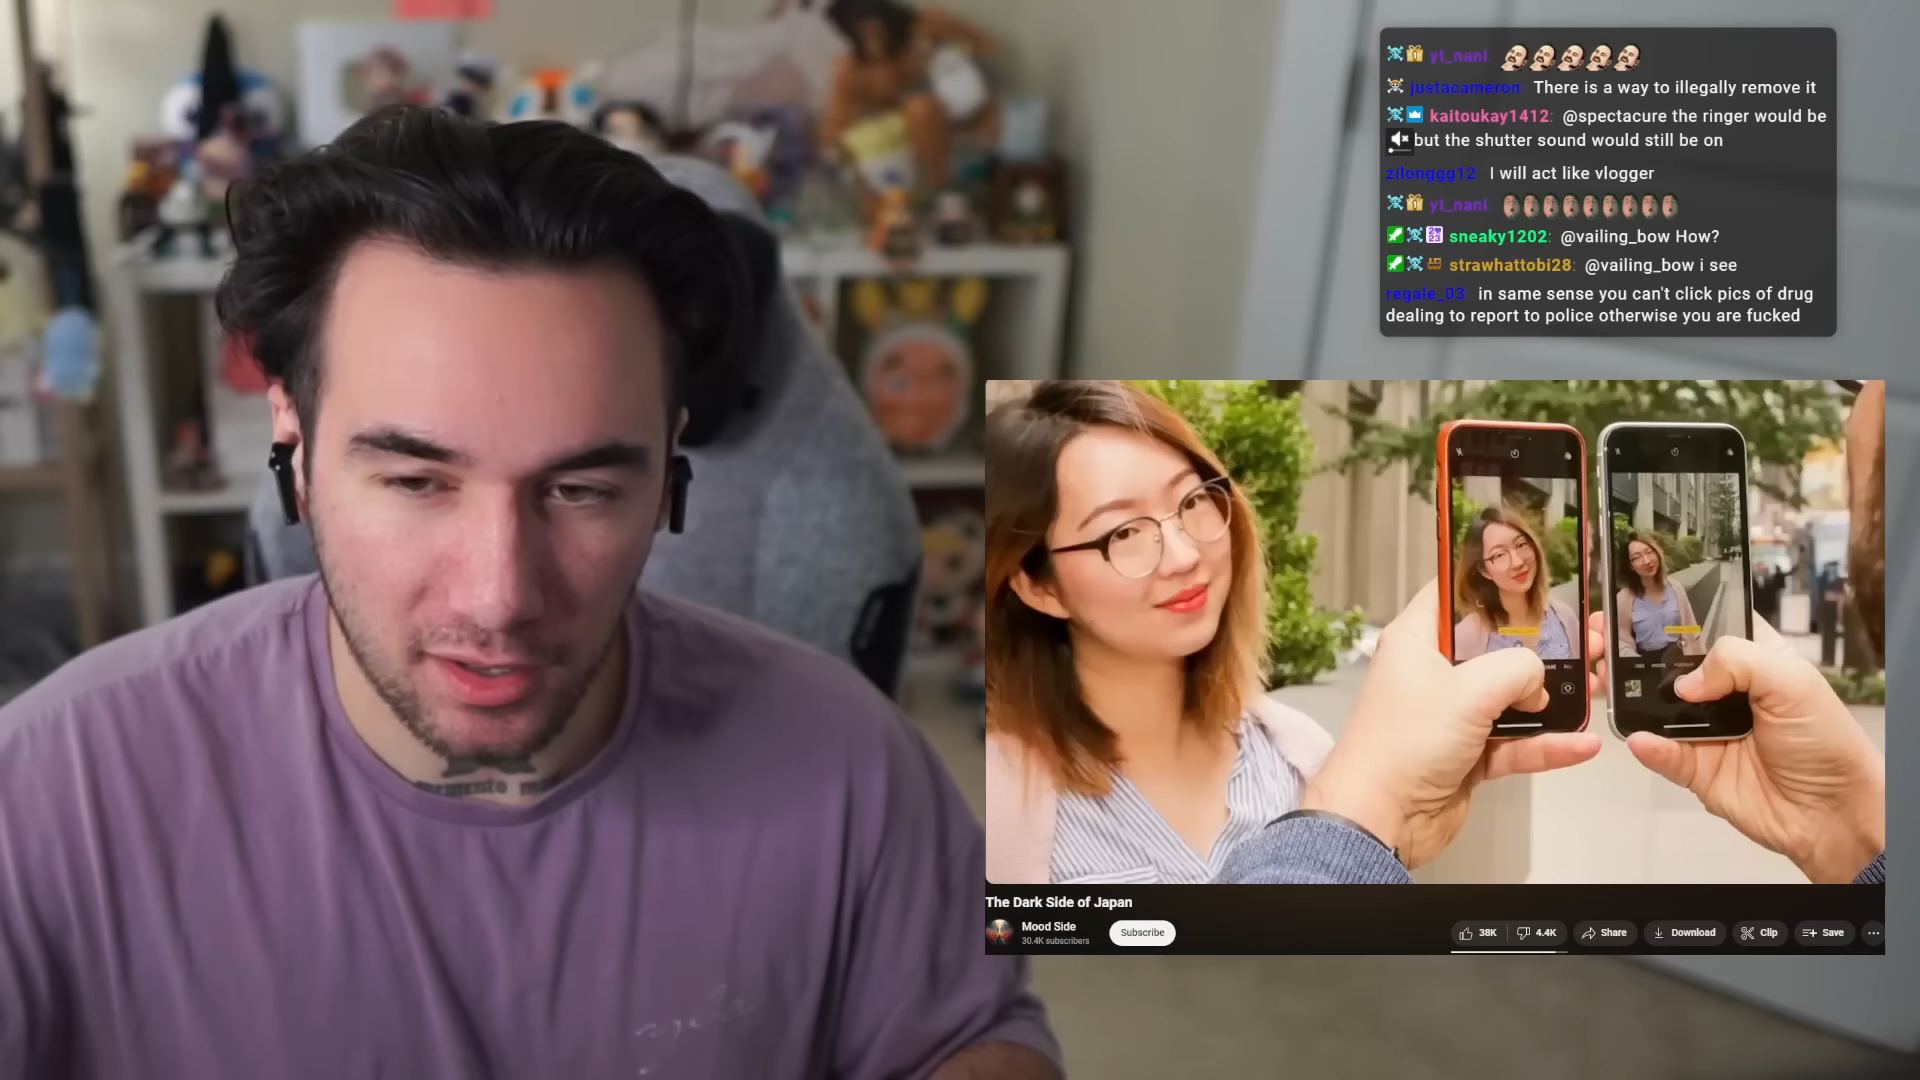 yt_nani:
justacameron: There is a way to illegally remove it
kaitoukay1412: @spectacure the ringer would be
but the shutter sound would still be on
zilonggg12: I will act like vlogger
yt_nani:
sneaky1202: @vailing_bow How?
strawhattobi28: @vailing_bow i see
regale_03: in same sense you can't click pics of drug
dealing to report to police otherwise you are fucked
memento
The Dark Side of Japan
Mood Side
30.4K subscribers
Subscribe
38K
4.4K
Share
Download
Clip
Save